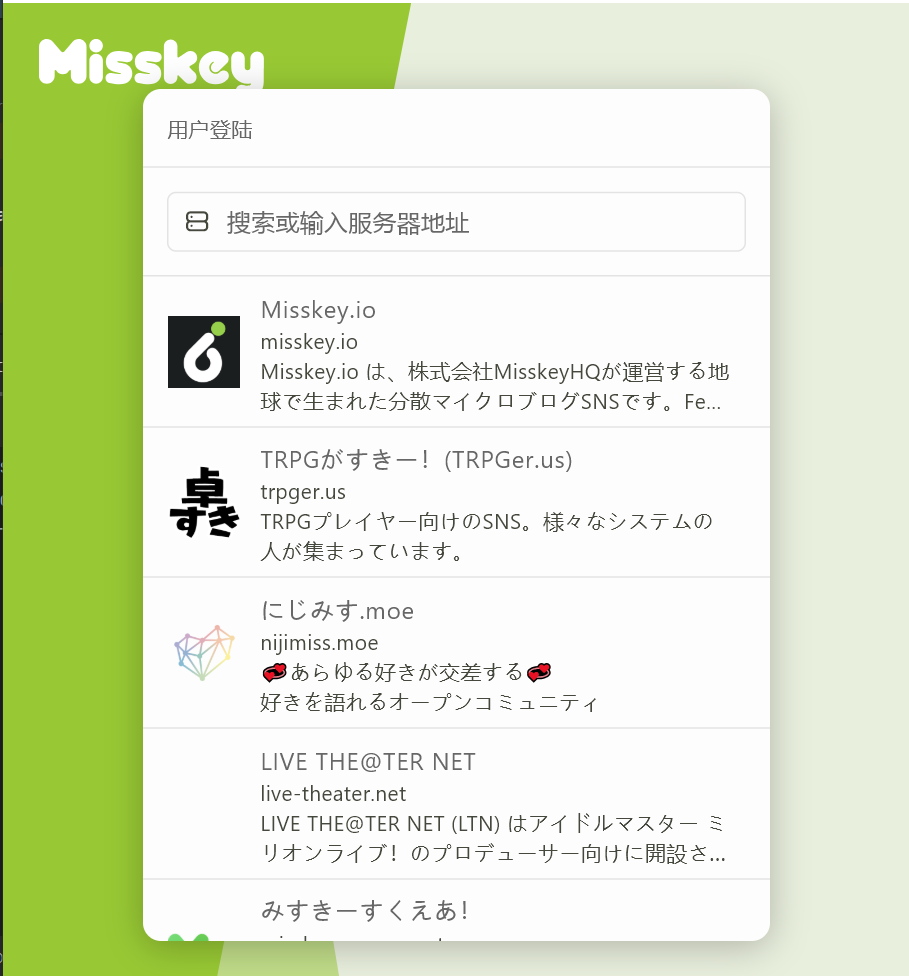 Misskey
用户登陆
搜索或输入服务器地址
Misskey.io
misskey.io
Misskey.io は、株式会社MisskeyHQが運営する地
球で生まれた分散マイクロブログSNSです。Fe...
卓
すき
TRPGがすきー！(TRPGer.us)
trpger.us
TRPGプレイヤー向けのSNS。様々なシステムの
人が集まっています。
にじみす.moe
nijimiss.moe
あらゆる好きが交差する
好きを語れるオープンコミュニティ
LIVE THE@TER NET
live-theater.net
LIVE THE@TER NET (LTN) はアイドルマスター ミ
リオンライブ！のプロデューサー向けに開設さ...
みすきーすくえあ！